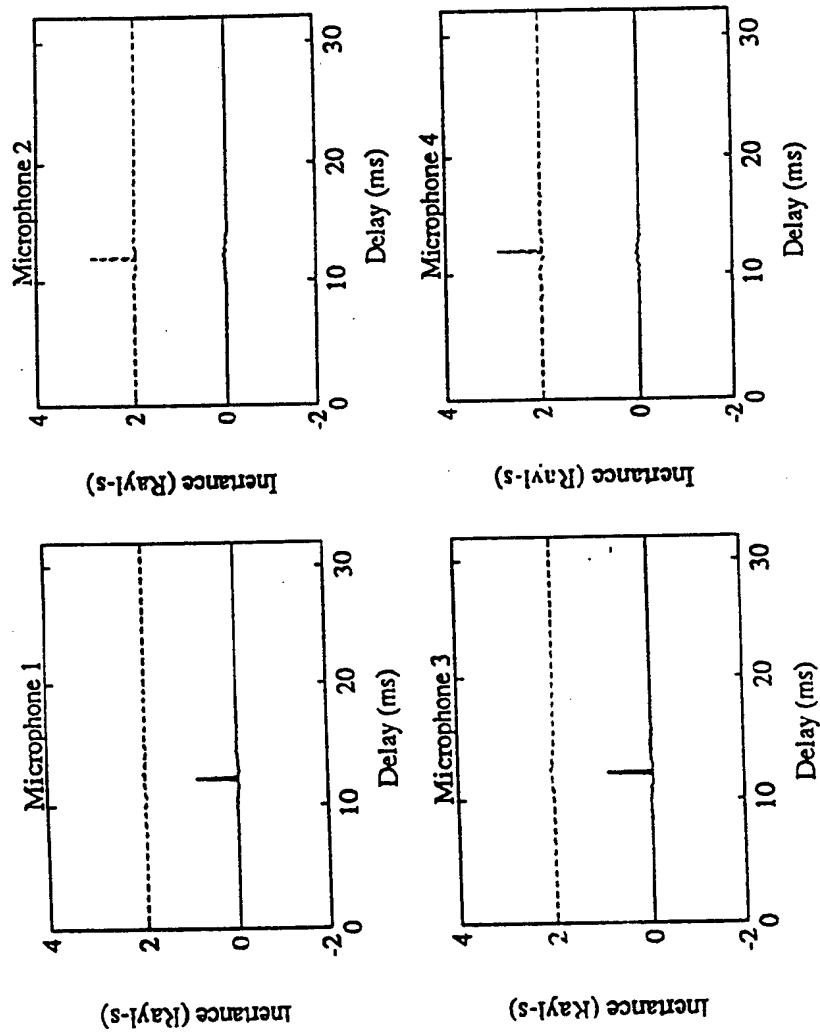 Microphone 1
Inertance (Rayl-s)
4
2
0
-2
0 10 20 30
Delay (ms)
Microphone 2
Inertance (Rayl-s)
4
2
0
-2
0 10 20 30
Delay (ms)
Microphone 3
Inertance (Rayl-s)
4
2
0
-2
0 10 20 30
Delay (ms)
Microphone 4
Inertance (Rayl-s)
4
2
0
-2
0 10 20 30
Delay (ms)